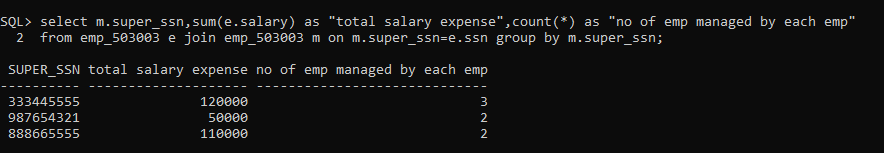 SQL> select m.super_ssn,sum(e.salary) as "total salary expense",count(*) as "no of emp managed by each emp"
  2  from emp_503003 e join emp_503003 m on m.super_ssn=e.ssn group by m.super_ssn;

 SUPER_SSN total salary expense no of emp managed by each emp
---------- -------------------- -----------------------------
 333445555               120000                             3
 987654321                50000                             2
 888665555               110000                             2